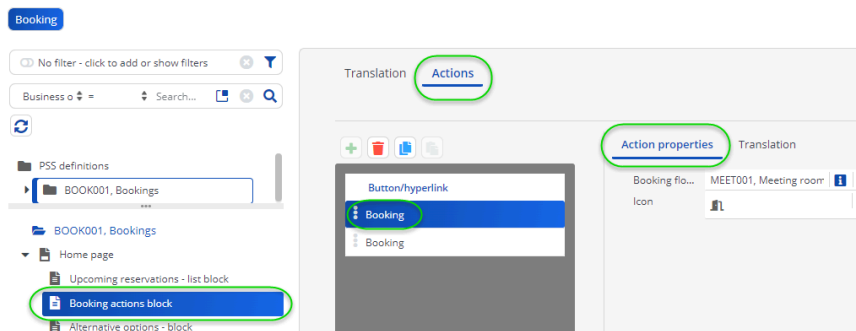 Booking
No filter - click to add or show filters
Business o = Search...
PSS definitions
BOOK001, Bookings
BOOK001, Bookings
Home page
Upcoming reservations - list block
Booking actions block
Alternative options - block
Translation Actions
Button/hyperlink
Booking
Booking
Action properties Translation
Booking flo... MEET001, Meeting room
Icon